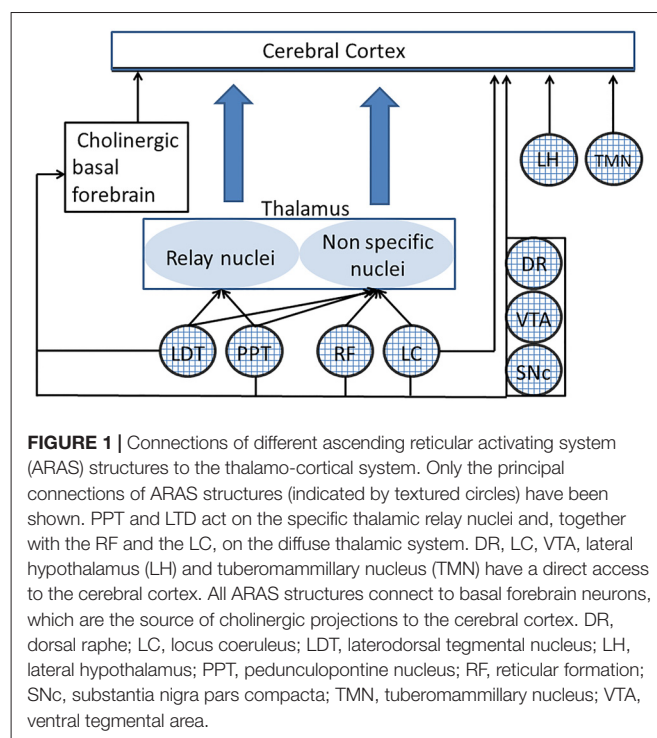 Cerebral Cortex
Cholinergic
basal
forebrain
LH
TMN
Thalamus
Relay nuclei
Non specific
nuclei
DR
VTA
SNc
LDT
PPT
RF
LC
FIGURE 1 | Connections of different ascending reticular activating system
(ARAS) structures to the thalamo-cortical system. Only the principal
connections of ARAS structures (indicated by textured circles) have been
shown. PPT and LTD act on the specific thalamic relay nuclei and, together
with the RF and the LC, on the diffuse thalamic system. DR, LC, VTA, lateral
hypothalamus (LH) and tuberomammillary nucleus (TMN) have a direct access
to the cerebral cortex. All ARAS structures connect to basal forebrain neurons,
which are the source of cholinergic projections to the cerebral cortex. DR,
dorsal raphe; LC, locus coeruleus; LDT, laterodorsal tegmental nucleus; LH,
lateral hypothalamus; PPT, pedunculopontine nucleus; RF, reticular formation;
SNc, substantia nigra pars compacta; TMN, tuberomammillary nucleus; VTA,
ventral tegmental area.